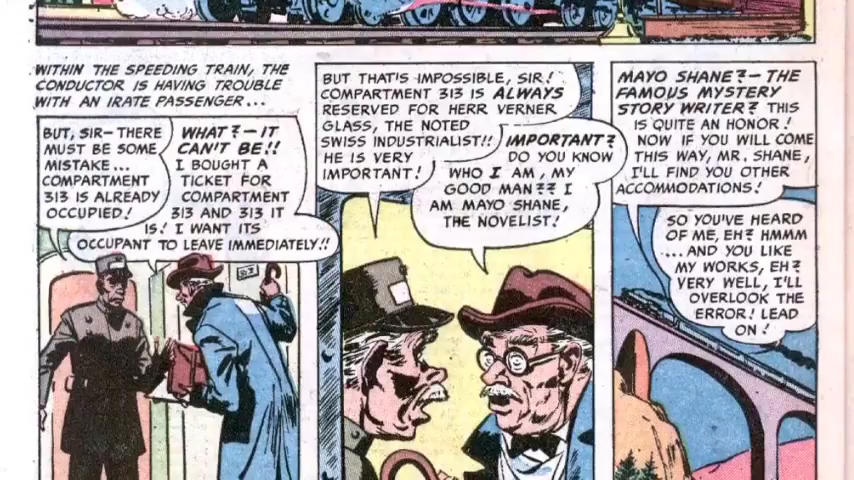 WITHIN THE SPEEDING TRAIN, THE
CONDUCTOR IS HAVING TROUBLE
WITH AN IRATE PASSENGER...
BUT, SIR— THERE
MUST BE SOME
MISTAKE...
COMPARTMENT
313 IS ALREADY
OCCUPIED!
WHAT?— IT
CAN'T BE!!
I BOUGHT A
TICKET FOR
COMPARTMENT
313 AND 313 IT
IS! I WANT ITS
OCCUPANT TO LEAVE IMMEDIATELY!!
BUT THAT'S IMPOSSIBLE, SIR!
COMPARTMENT 313 IS ALWAYS
RESERVED FOR HERR VERNER
GLASS, THE NOTED
SWISS INDUSTRIALIST!!
HE IS VERY
IMPORTANT!
IMPORTANT?
DO YOU KNOW
WHO I AM, MY
GOOD MAN?? I
AM MAYO SHANE,
THE NOVELIST!
MAYO SHANE?— THE
FAMOUS MYSTERY
STORY WRITER? THIS
IS QUITE AN HONOR!
NOW IF YOU WILL COME
THIS WAY, MR. SHANE,
I'LL FIND YOU OTHER
ACCOMMODATIONS!
SO YOU'VE HEARD
OF ME, EH? HMMM
...AND YOU LIKE
MY WORKS, EH?
VERY WELL, I'LL
OVERLOOK THE
ERROR! LEAD
ON!